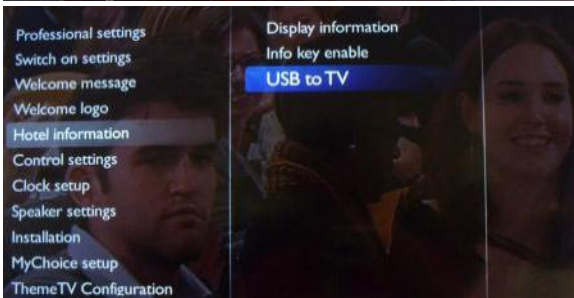 Professional settings
Switch on settings
Welcome message
Welcome logo
Hotel information
Control settings
Clock setup
Speaker settings
Installation
MyChoice setup
ThemeTV Configuration
Display information
Info key enable
USB to TV